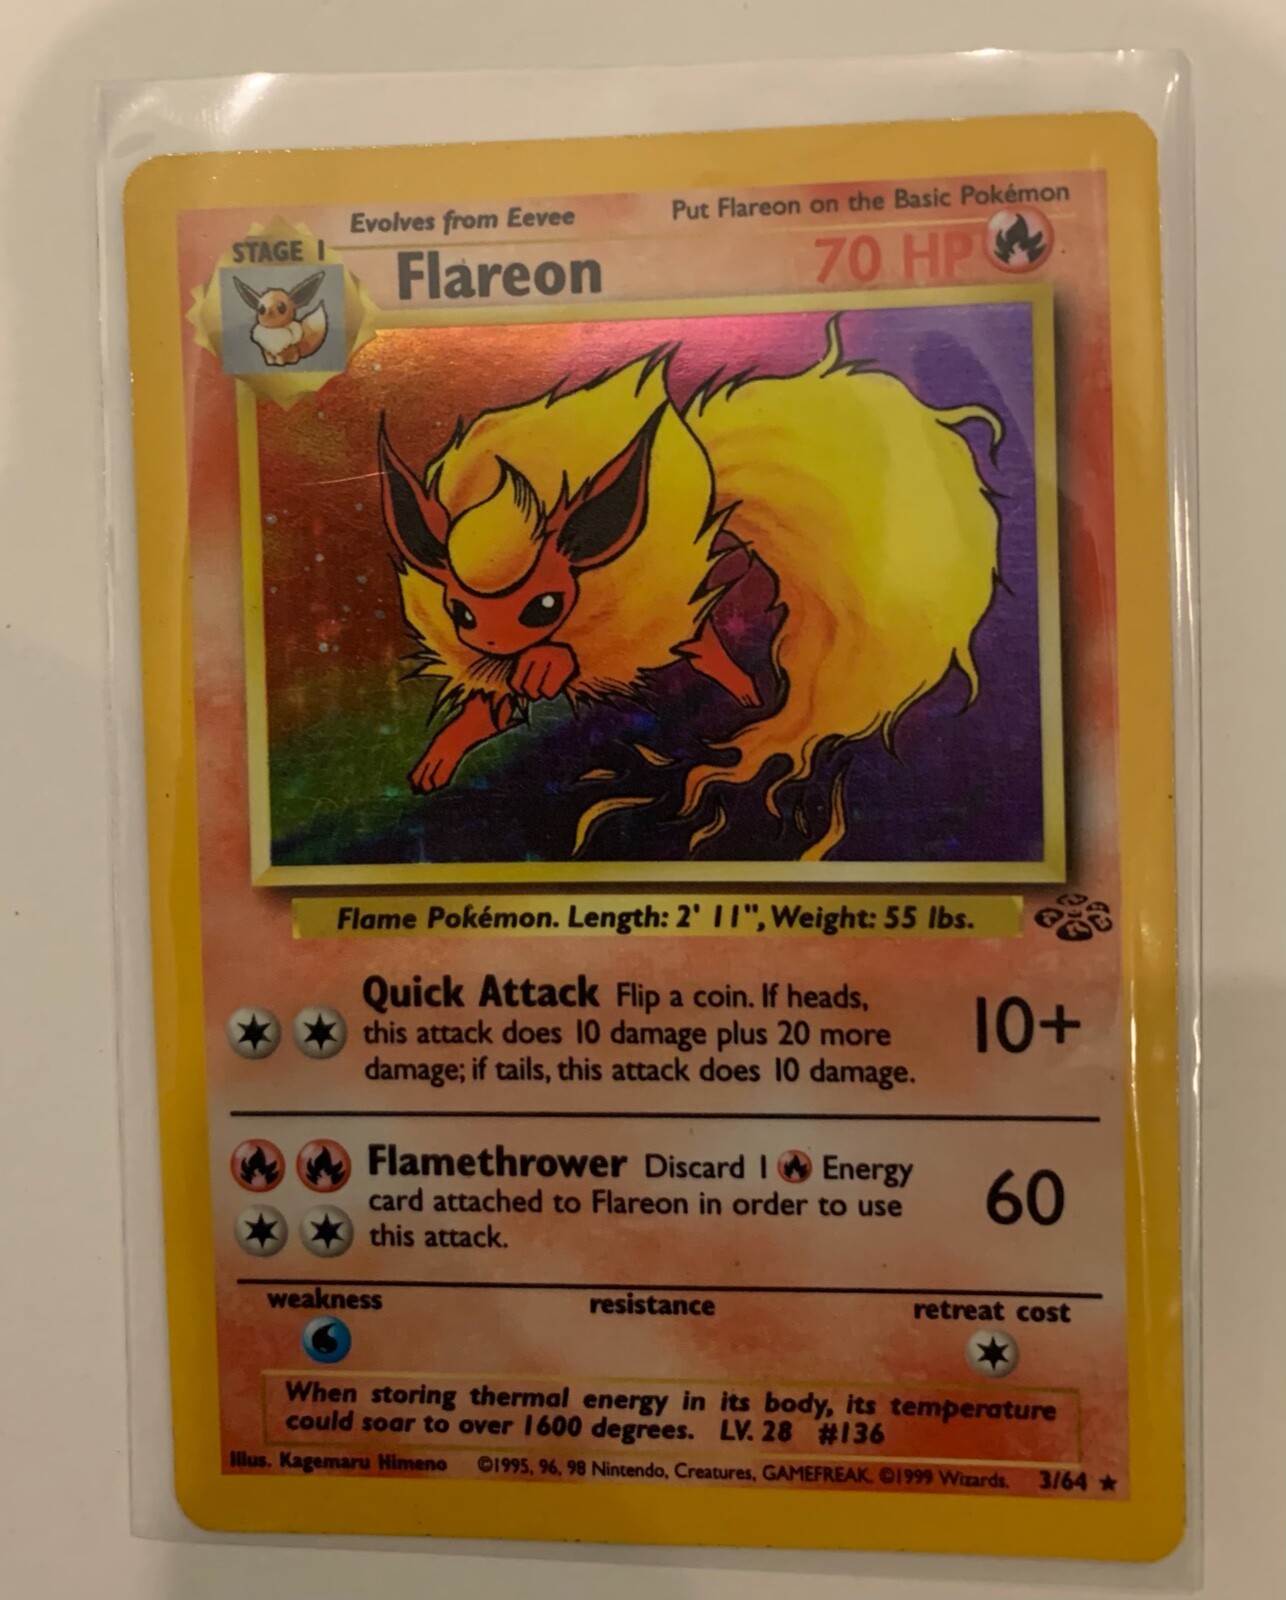 Evolves from Eevee Put Flareon on the Basic Pokémon
STAGE 1
Flareon 70 HP
Flame Pokémon. Length: 2' 11", Weight: 55 lbs.
Quick Attack Flip a coin. If heads,
this attack does 10 damage plus 20 more
damage; if tails, this attack does 10 damage.
10+
Flamethrower Discard 1 Energy
card attached to Flareon in order to use
this attack.
60
weakness resistance retreat cost
When storing thermal energy in its body, its temperature
could soar to over 1600 degrees. LV. 28 #136
Illus. Kagemaru Himeno ©1995, 96, 98 Nintendo, Creatures, GAMEFREAK. ©1999 Wizards. 3/64 ★